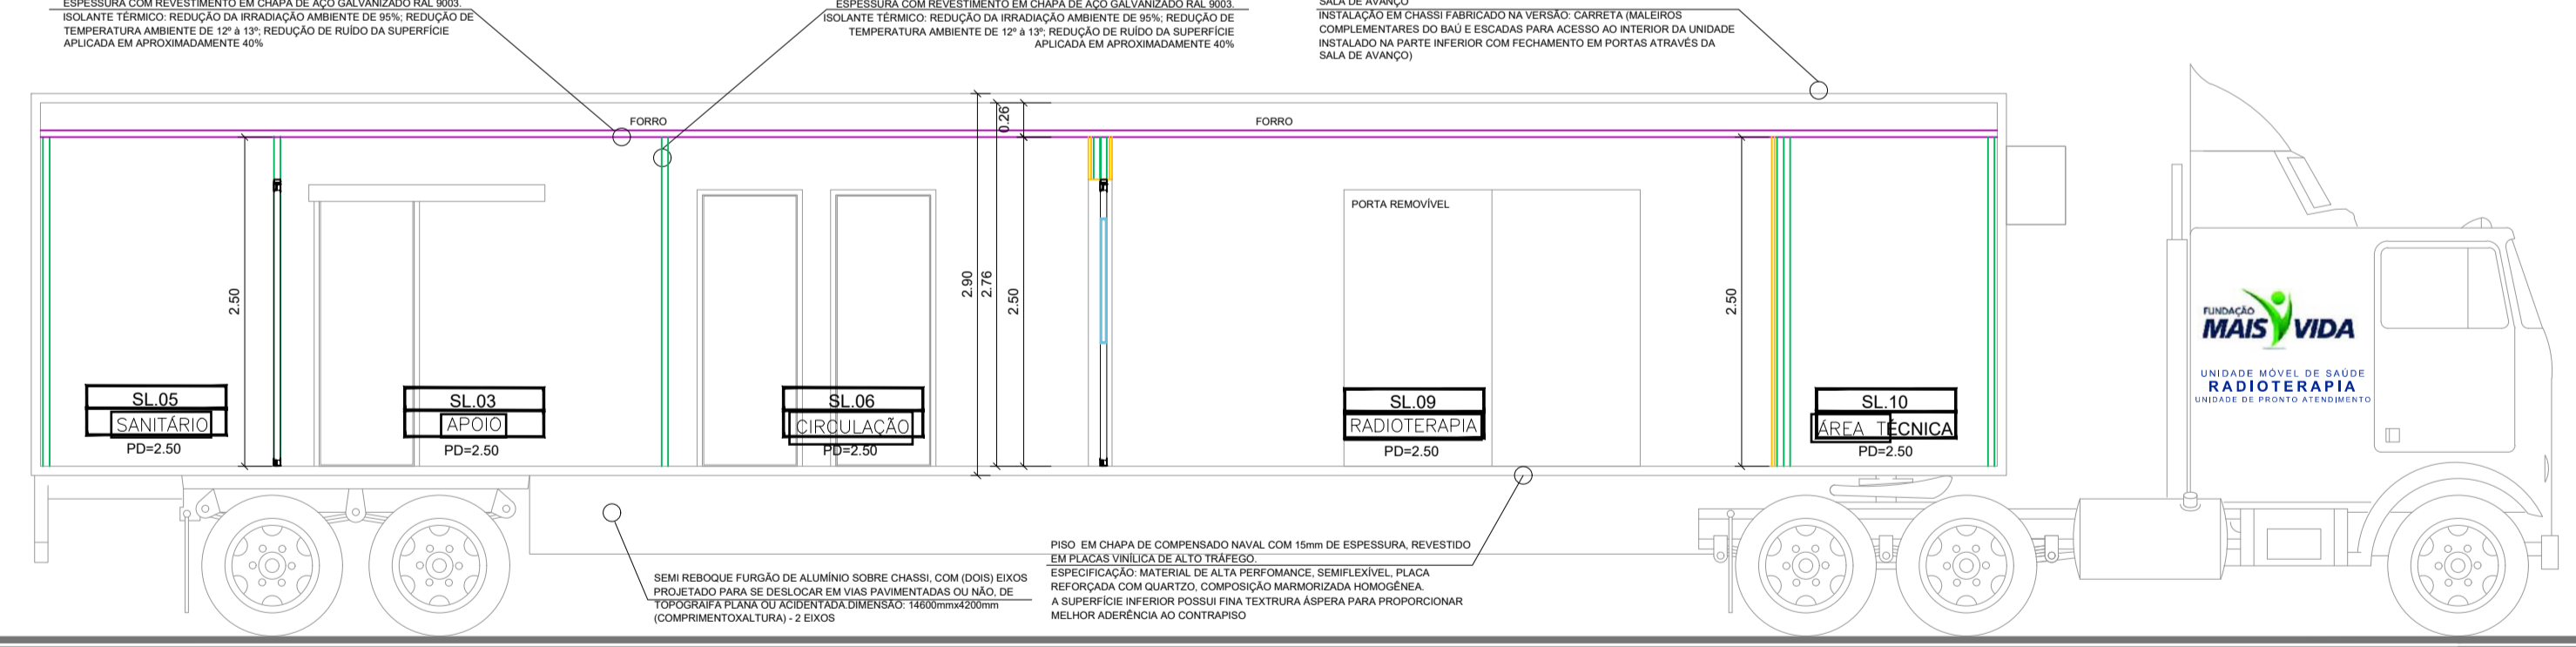 ESPESSURA COM REVESTIMENTO EM CHAPA DE AÇO GALVANIZADO RAL 9003.
ISOLANTE TÉRMICO: REDUÇÃO DA IRRADIAÇÃO AMBIENTE DE 95%; REDUÇÃO DE
TEMPERATURA AMBIENTE DE 12º à 13º; REDUÇÃO DE RUÍDO DA SUPERFÍCIE
APLICADA EM APROXIMADAMENTE 40%
ESPESSURA COM REVESTIMENTO EM CHAPA DE AÇO GALVANIZADO RAL 9003.
ISOLANTE TÉRMICO: REDUÇÃO DA IRRADIAÇÃO AMBIENTE DE 95%; REDUÇÃO DE
TEMPERATURA AMBIENTE DE 12º à 13º; REDUÇÃO DE RUÍDO DA SUPERFÍCIE
APLICADA EM APROXIMADAMENTE 40%
SALA DE AVANÇO
INSTALAÇÃO EM CHASSI FABRICADO NA VERSÃO: CARRETA (MALEIROS
COMPLEMENTARES DO BAÚ E ESCADAS PARA ACESSO AO INTERIOR DA UNIDADE
INSTALADO NA PARTE INFERIOR COM FECHAMENTO EM PORTAS ATRAVÉS DA
SALA DE AVANÇO)
FORRO
FORRO
0.26
PORTA REMOVÍVEL
2.50
2.90
2.76
2.50
2.50
SL.05
SANITÁRIO
PD=2.50
SL.03
APOIO
PD=2.50
SL.06
CIRCULAÇÃO
PD=2.50
SL.09
RADIOTERAPIA
PD=2.50
SL.10
ÁREA TÉCNICA
PD=2.50
FUNDAÇÃO
MAIS VIDA
UNIDADE MÓVEL DE SAÚDE
RADIOTERAPIA
UNIDADE DE PRONTO ATENDIMENTO
SEMI REBOQUE FURGÃO DE ALUMÍNIO SOBRE CHASSI, COM (DOIS) EIXOS
PROJETADO PARA SE DESLOCAR EM VIAS PAVIMENTADAS OU NÃO, DE
TOPOGRAIFA PLANA OU ACIDENTADA.DIMENSÃO: 14600mmx4200mm
(COMPRIMENTOXALTURA) - 2 EIXOS
PISO EM CHAPA DE COMPENSADO NAVAL COM 15mm DE ESPESSURA, REVESTIDO
EM PLACAS VINÍLICA DE ALTO TRÁFEGO.
ESPECIFICAÇÃO: MATERIAL DE ALTA PERFOMANCE, SEMIFLEXÍVEL, PLACA
REFORÇADA COM QUARTZO, COMPOSIÇÃO MARMORIZADA HOMOGÊNEA.
A SUPERFÍCIE INFERIOR POSSUI FINA TEXTRURA ÁSPERA PARA PROPORCIONAR
MELHOR ADERÊNCIA AO CONTRAPISO